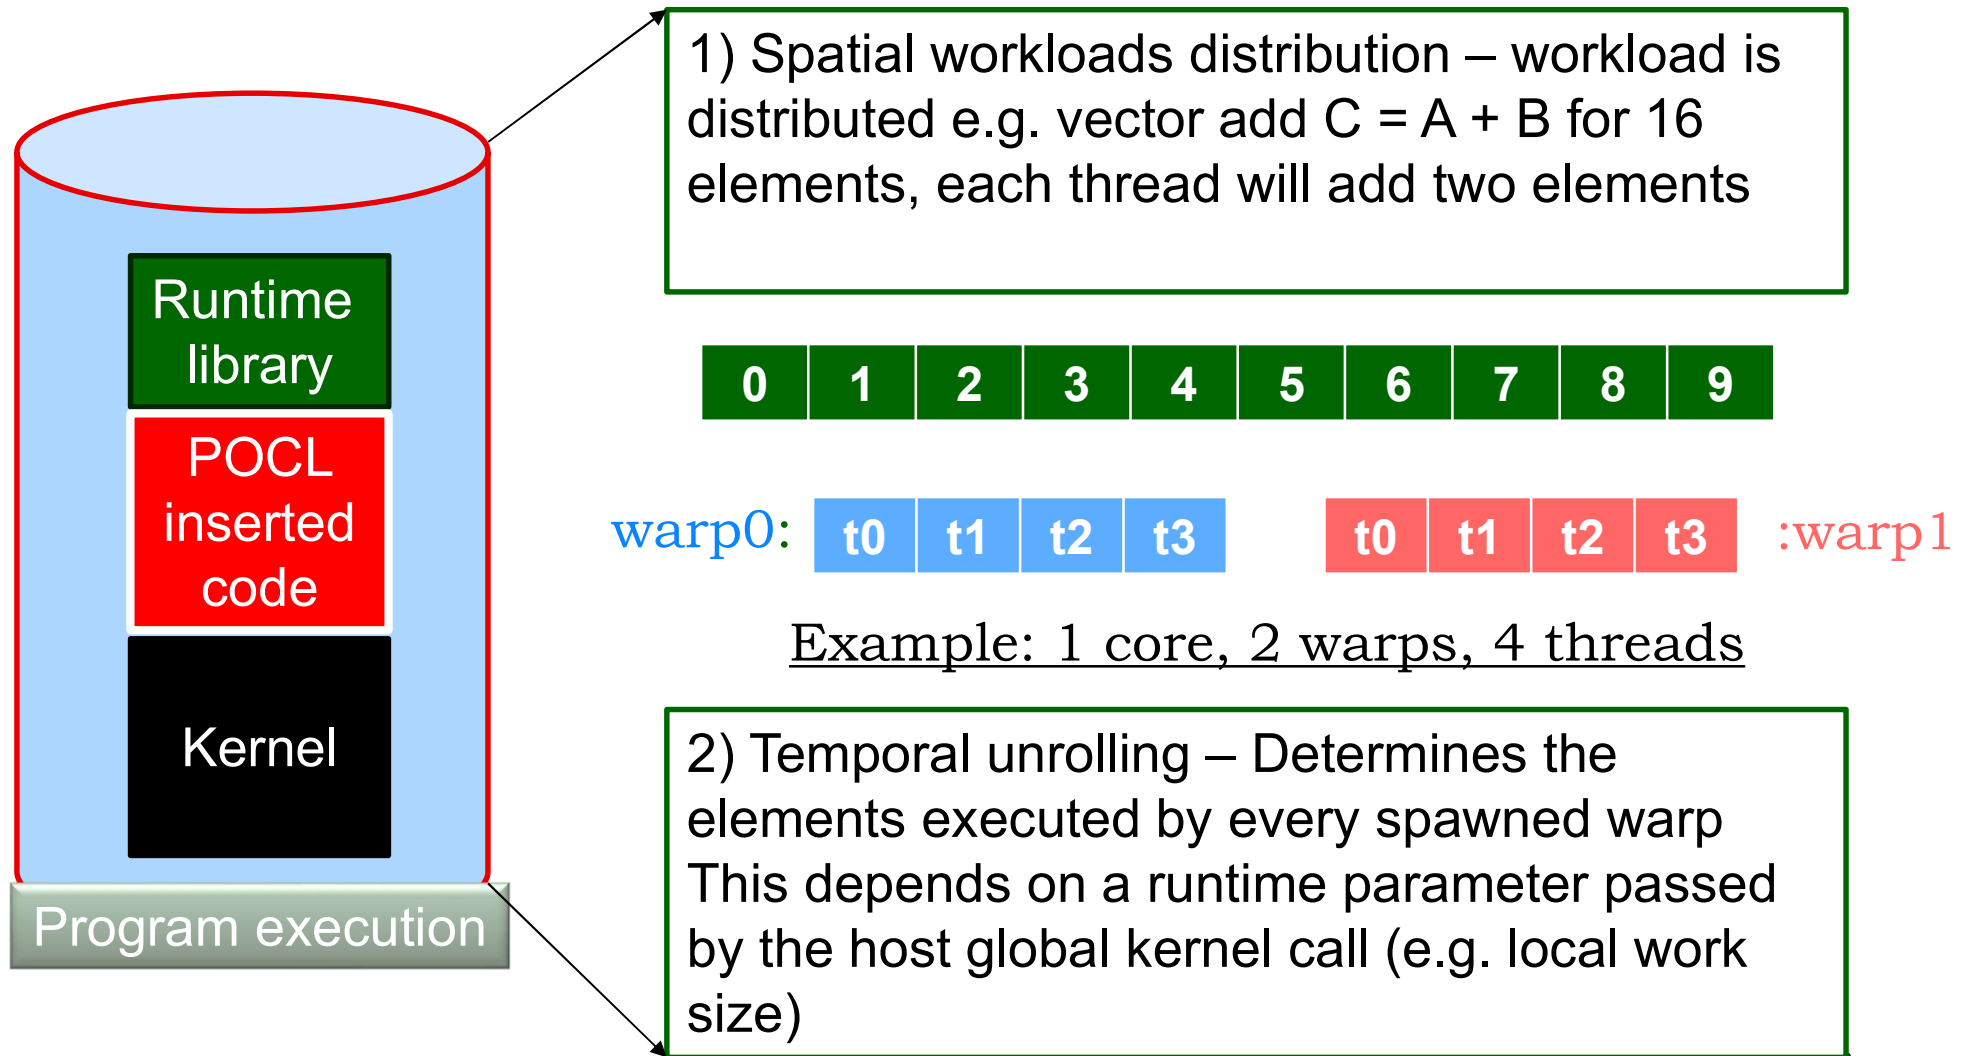 1) Spatial workloads distribution – workload is
distributed e.g. vector add C = A + B for 16
elements, each thread will add two elements
Runtime
library
POCL
inserted
code
Kernel
Program execution
0 1 2 3 4 5 6 7 8 9
warp0: t0 t1 t2 t3 t0 t1 t2 t3 :warp1
Example: 1 core, 2 warps, 4 threads
2) Temporal unrolling – Determines the
elements executed by every spawned warp
This depends on a runtime parameter passed
by the host global kernel call (e.g. local work
size)